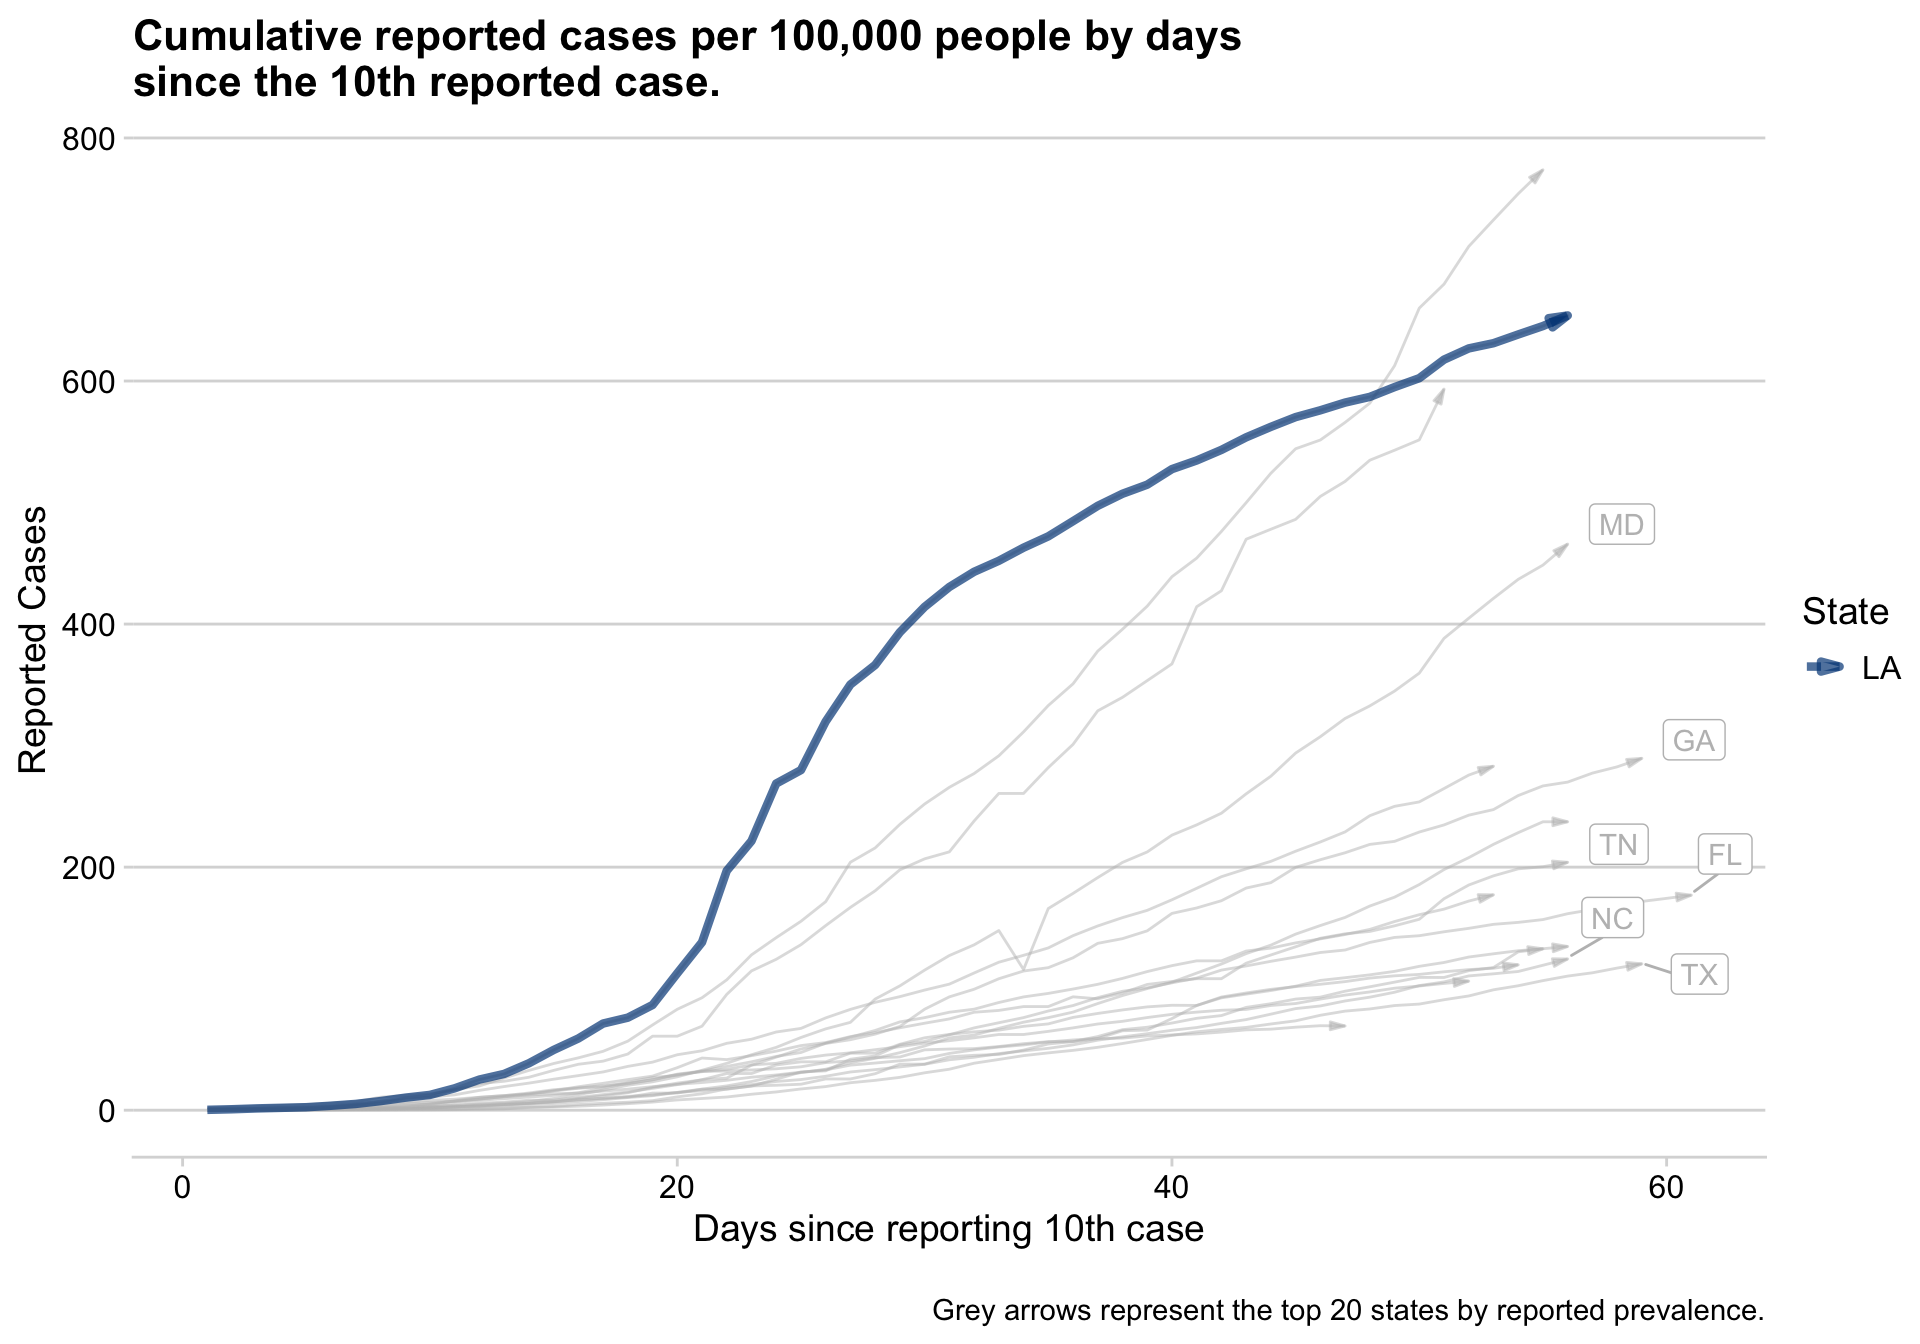 Cumulative reported cases per 100,000 people by days
since the 10th reported case.
800
600
400
200
0
Reported Cases
MD
GA
TN
FL
NC
TX
State
LA
0 20 40 60
Days since reporting 10th case
Grey arrows represent the top 20 states by reported prevalence.